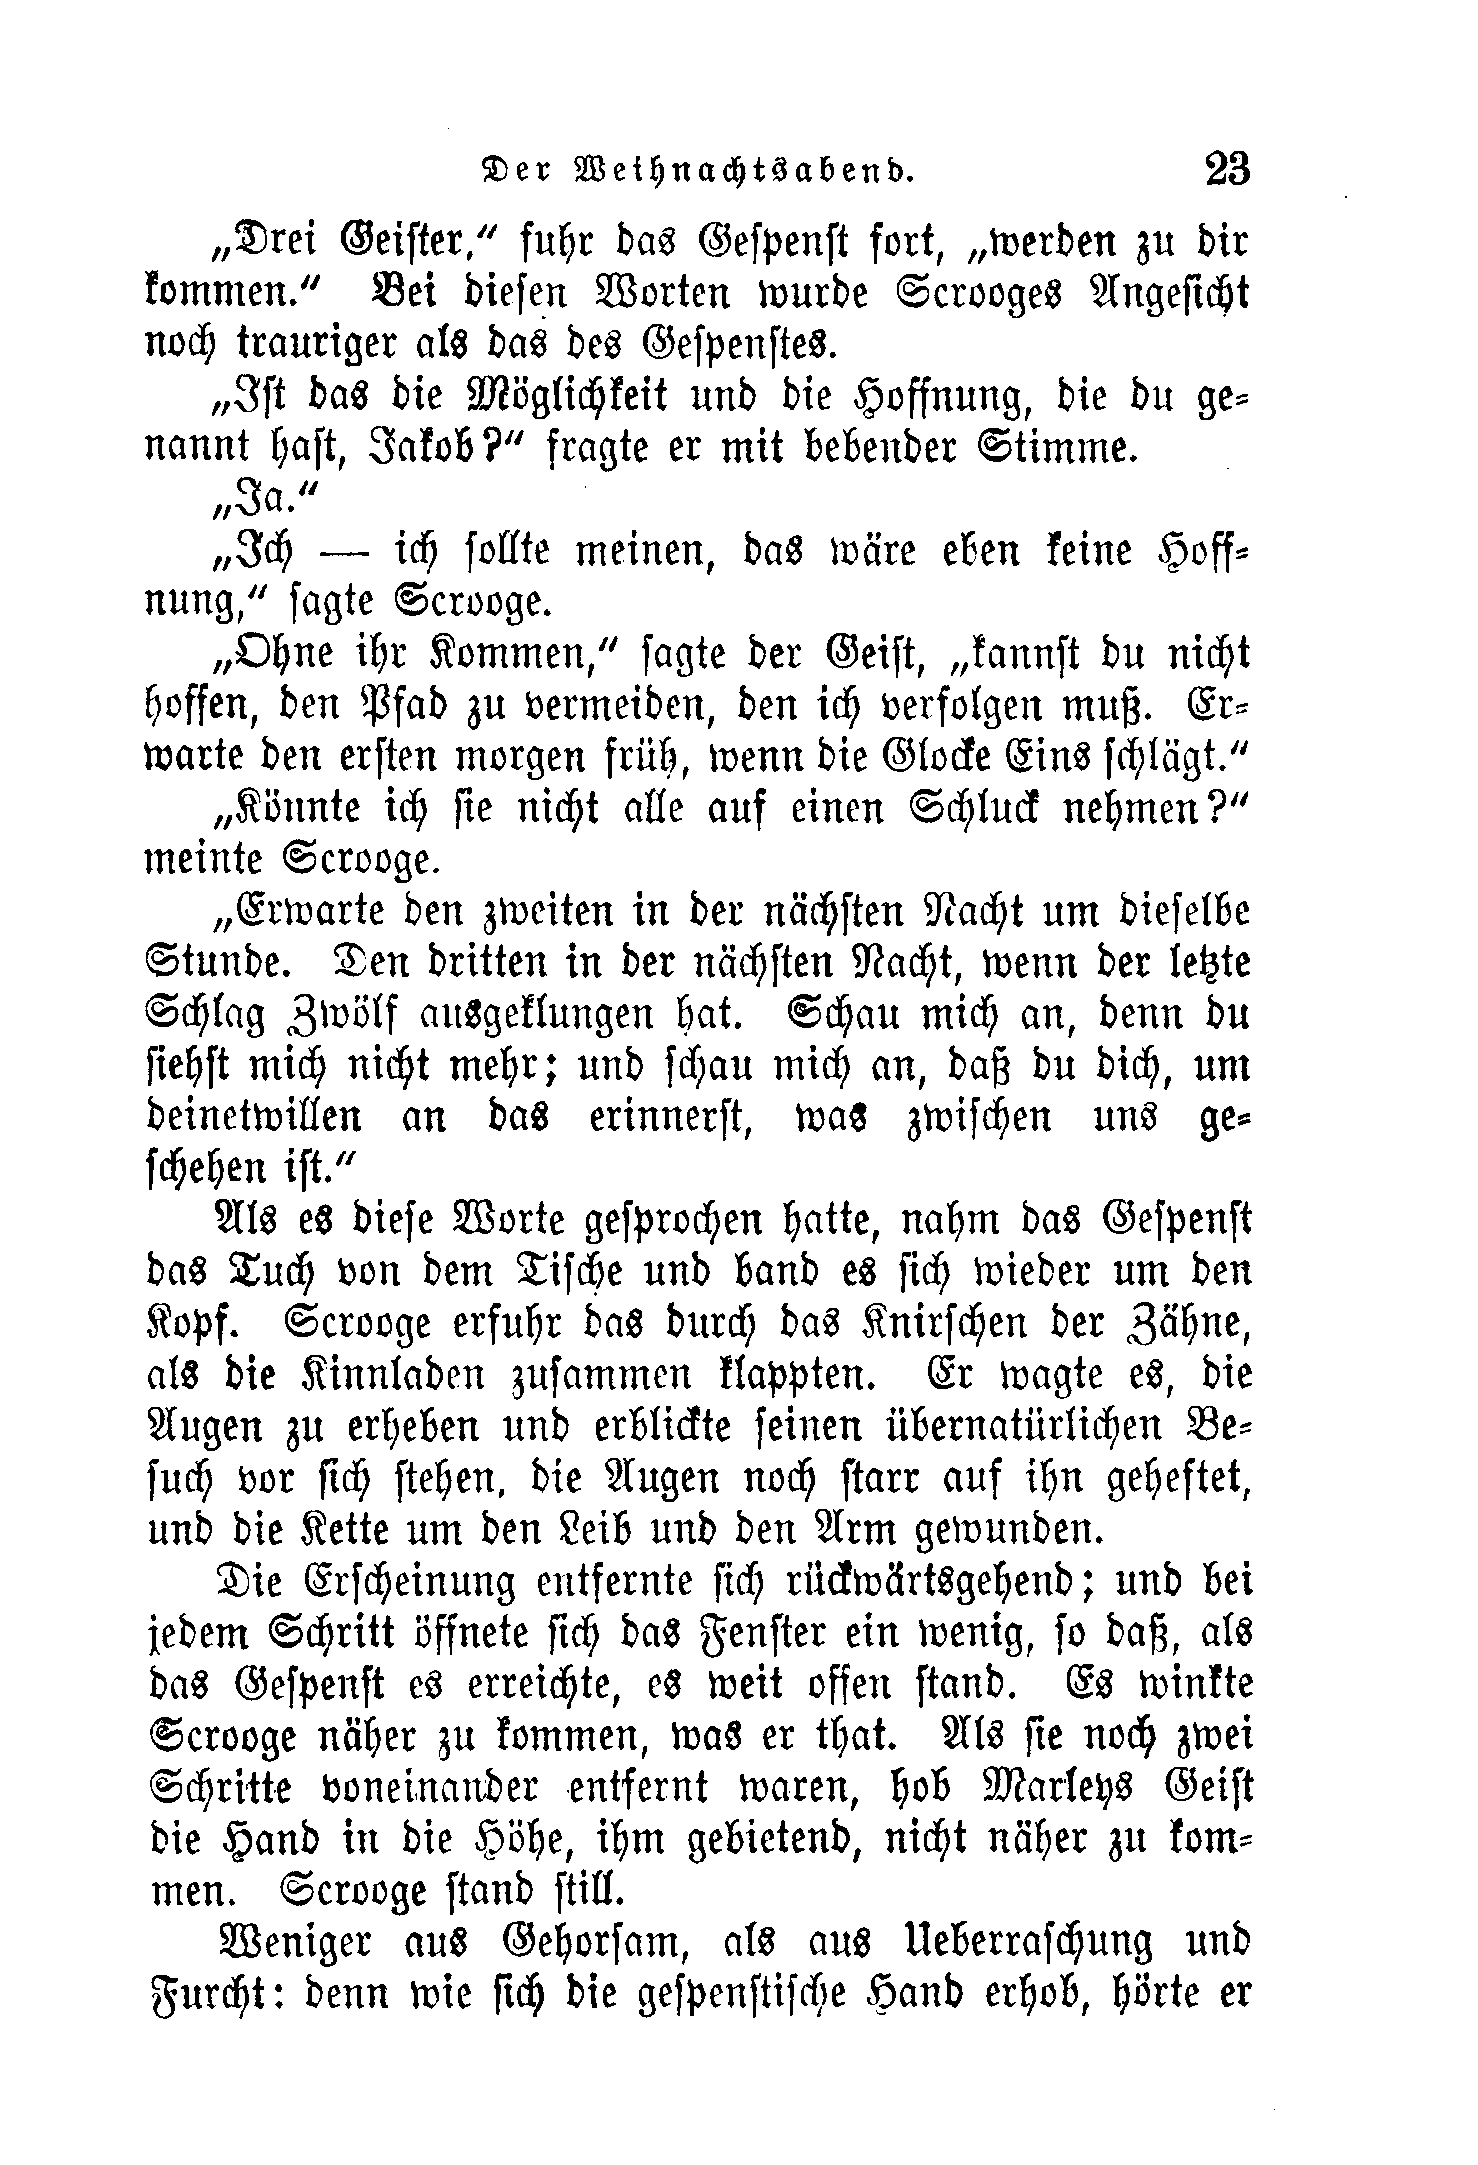 Der Weihnachtsabend. 23
„Drei Geister,“ fuhr das Gespenst fort, „werden zu dir
kommen.“ Bei diesen Worten wurde Scrooges Angesicht
noch trauriger als das des Gespenstes.
„Ist das die Möglichkeit und die Hoffnung, die du ge-
nannt hast, Jakob?“ fragte er mit bebender Stimme.
„Ja.“
„Ich — ich sollte meinen, das wäre eben keine Hoff-
nung,“ sagte Scrooge.
„Ohne ihr Kommen,“ sagte der Geist, „kannst du nicht
hoffen, den Pfad zu vermeiden, den ich verfolgen muß. Er-
warte den ersten morgen früh, wenn die Glocke Eins schlägt.“
„Könnte ich sie nicht alle auf einen Schluck nehmen?“
meinte Scrooge.
„Erwarte den zweiten in der nächsten Nacht um dieselbe
Stunde. Den dritten in der nächsten Nacht, wenn der letzte
Schlag Zwölf ausgeklungen hat. Schau mich an, denn du
siehst mich nicht mehr; und schau mich an, daß du dich, um
deinetwillen an das erinnerst, was zwischen uns ge-
schehen ist.“
Als es diese Worte gesprochen hatte, nahm das Gespenst
das Tuch von dem Tische und band es sich wieder um den
Kopf. Scrooge erfuhr das durch das Knirschen der Zähne,
als die Kinnladen zusammen klappten. Er wagte es, die
Augen zu erheben und erblickte seinen übernatürlichen Be-
such vor sich stehen, die Augen noch starr auf ihn geheftet,
und die Kette um den Leib und den Arm gewunden.
Die Erscheinung entfernte sich rückwärtsgehend; und bei
jedem Schritt öffnete sich das Fenster ein wenig, so daß, als
das Gespenst es erreichte, es weit offen stand. Es winkte
Scrooge näher zu kommen, was er that. Als sie noch zwei
Schritte voneinander entfernt waren, hob Marleys Geist
die Hand in die Höhe, ihm gebietend, nicht näher zu kom-
men. Scrooge stand still.
Weniger aus Gehorsam, als aus Ueberraschung und
Furcht: denn wie sich die gespenstische Hand erhob, hörte er